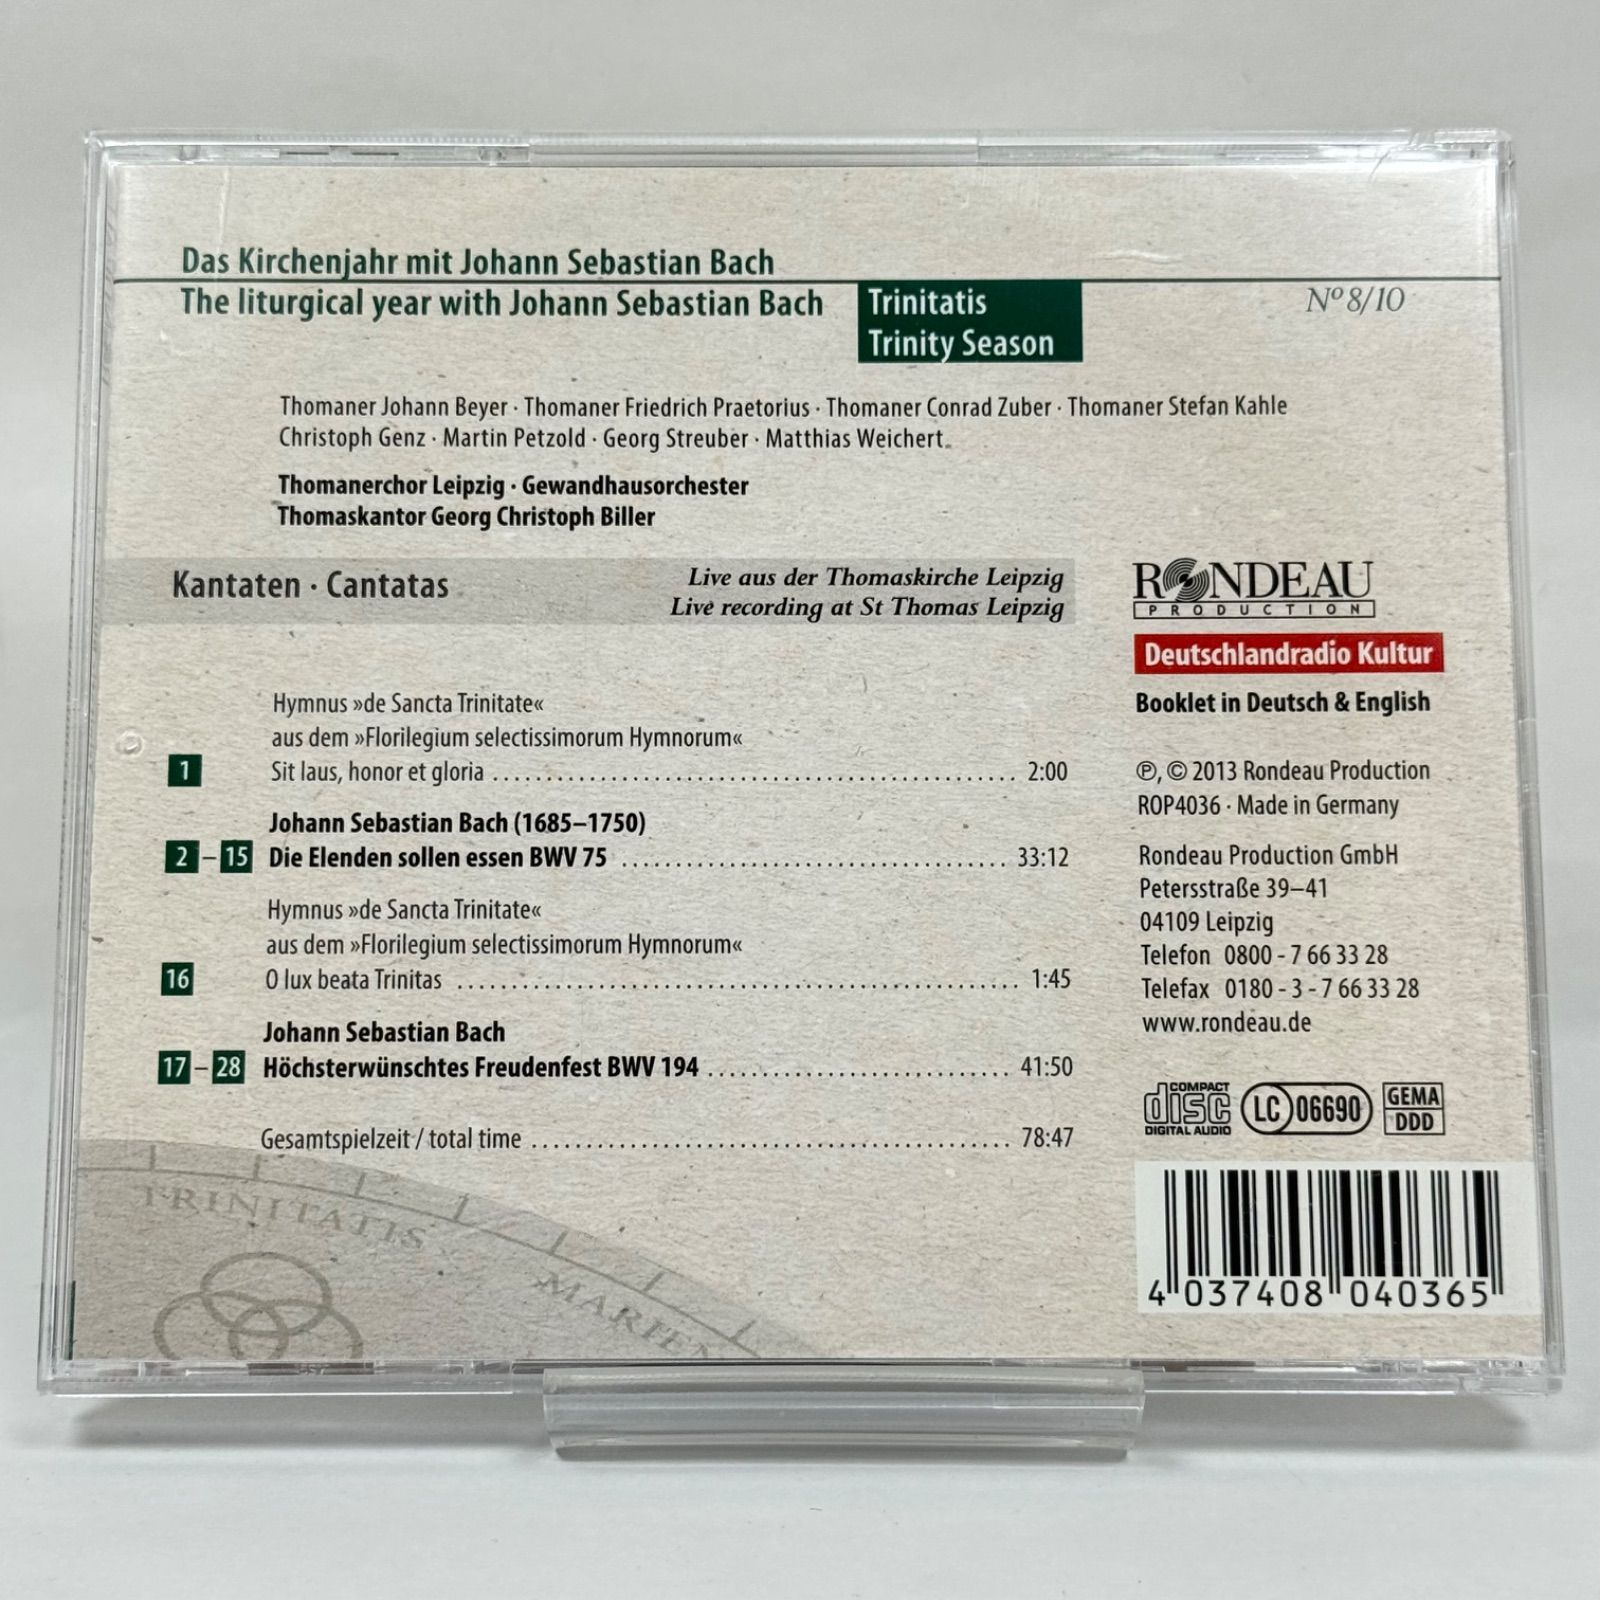 Das Kirchenjahr mit Johann Sebastian Bach
The liturgical year with Johann Sebastian Bach
Trinitatis
Trinity Season
Nº 8/10
Thomaner Johann Beyer · Thomaner Friedrich Praetorius · Thomaner Conrad Zuber · Thomaner Stefan Kahle
Christoph Genz · Martin Petzold · Georg Streuber · Matthias Weichert
Thomanerchor Leipzig · Gewandhausorchester
Thomaskantor Georg Christoph Biller
Kantaten · Cantatas
Live aus der Thomaskirche Leipzig
Live recording at St Thomas Leipzig
Hymnus »de Sancta Trinitate«
aus dem »Florilegium selectissimorum Hymnorum«
1 Sit laus, honor et gloria 2:00
Johann Sebastian Bach (1685–1750)
2 – 15 Die Elenden sollen essen BWV 75 33:12
Hymnus »de Sancta Trinitate«
aus dem »Florilegium selectissimorum Hymnorum«
16 O lux beata Trinitas 1:45
Johann Sebastian Bach
17 – 28 Höchsterwünschtes Freudenfest BWV 194 41:50
Gesamtspielzeit / total time 78:47
RONDEAU
PRODUCTION
Deutschlandradio Kultur
Booklet in Deutsch & English
℗, © 2013 Rondeau Production
ROP4036 · Made in Germany
Rondeau Production GmbH
Petersstraße 39–41
04109 Leipzig
Telefon 0800 - 7 66 33 28
Telefax 0180 - 3 - 7 66 33 28
www.rondeau.de
COMPACT
disc
DIGITAL AUDIO
LC 06690
GEMA
DDD
4 037408 040365
TRINITATIS
MARIEN